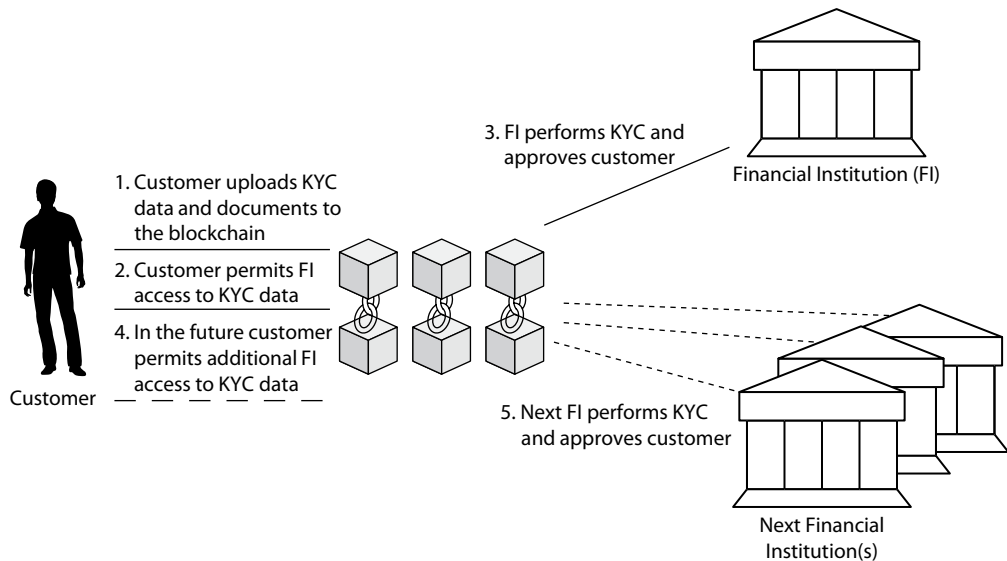 3. FI performs KYC and
approves customer
Financial Institution (FI)
1. Customer uploads KYC
data and documents to
the blockchain
2. Customer permits FI
access to KYC data
4. In the future customer
permits additional FI
access to KYC data
Customer
5. Next FI performs KYC
and approves customer
Next Financial
Institution(s)